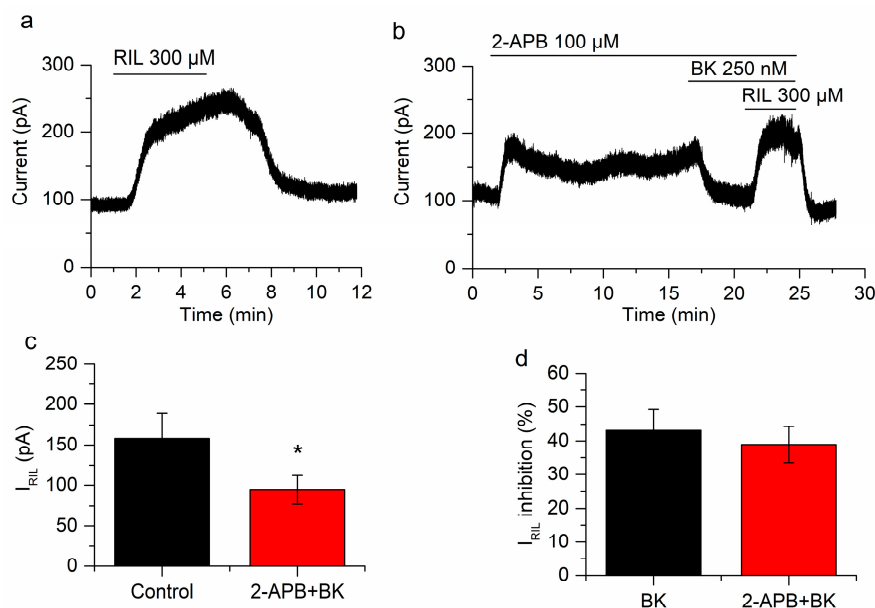 a
RIL 300 µM
300
200
100
0
Current (pA)
0 2 4 6 8 10 12
Time (min)
b
2-APB 100 µM
BK 250 nM
RIL 300 µM
300
200
100
0
Current (pA)
0 5 10 15 20 25 30
Time (min)
c
250
200
150
100
50
0
IRIL (pA)
*
Control 2-APB+BK
d
60
50
40
30
20
10
0
IRIL inhibition (%)
BK 2-APB+BK